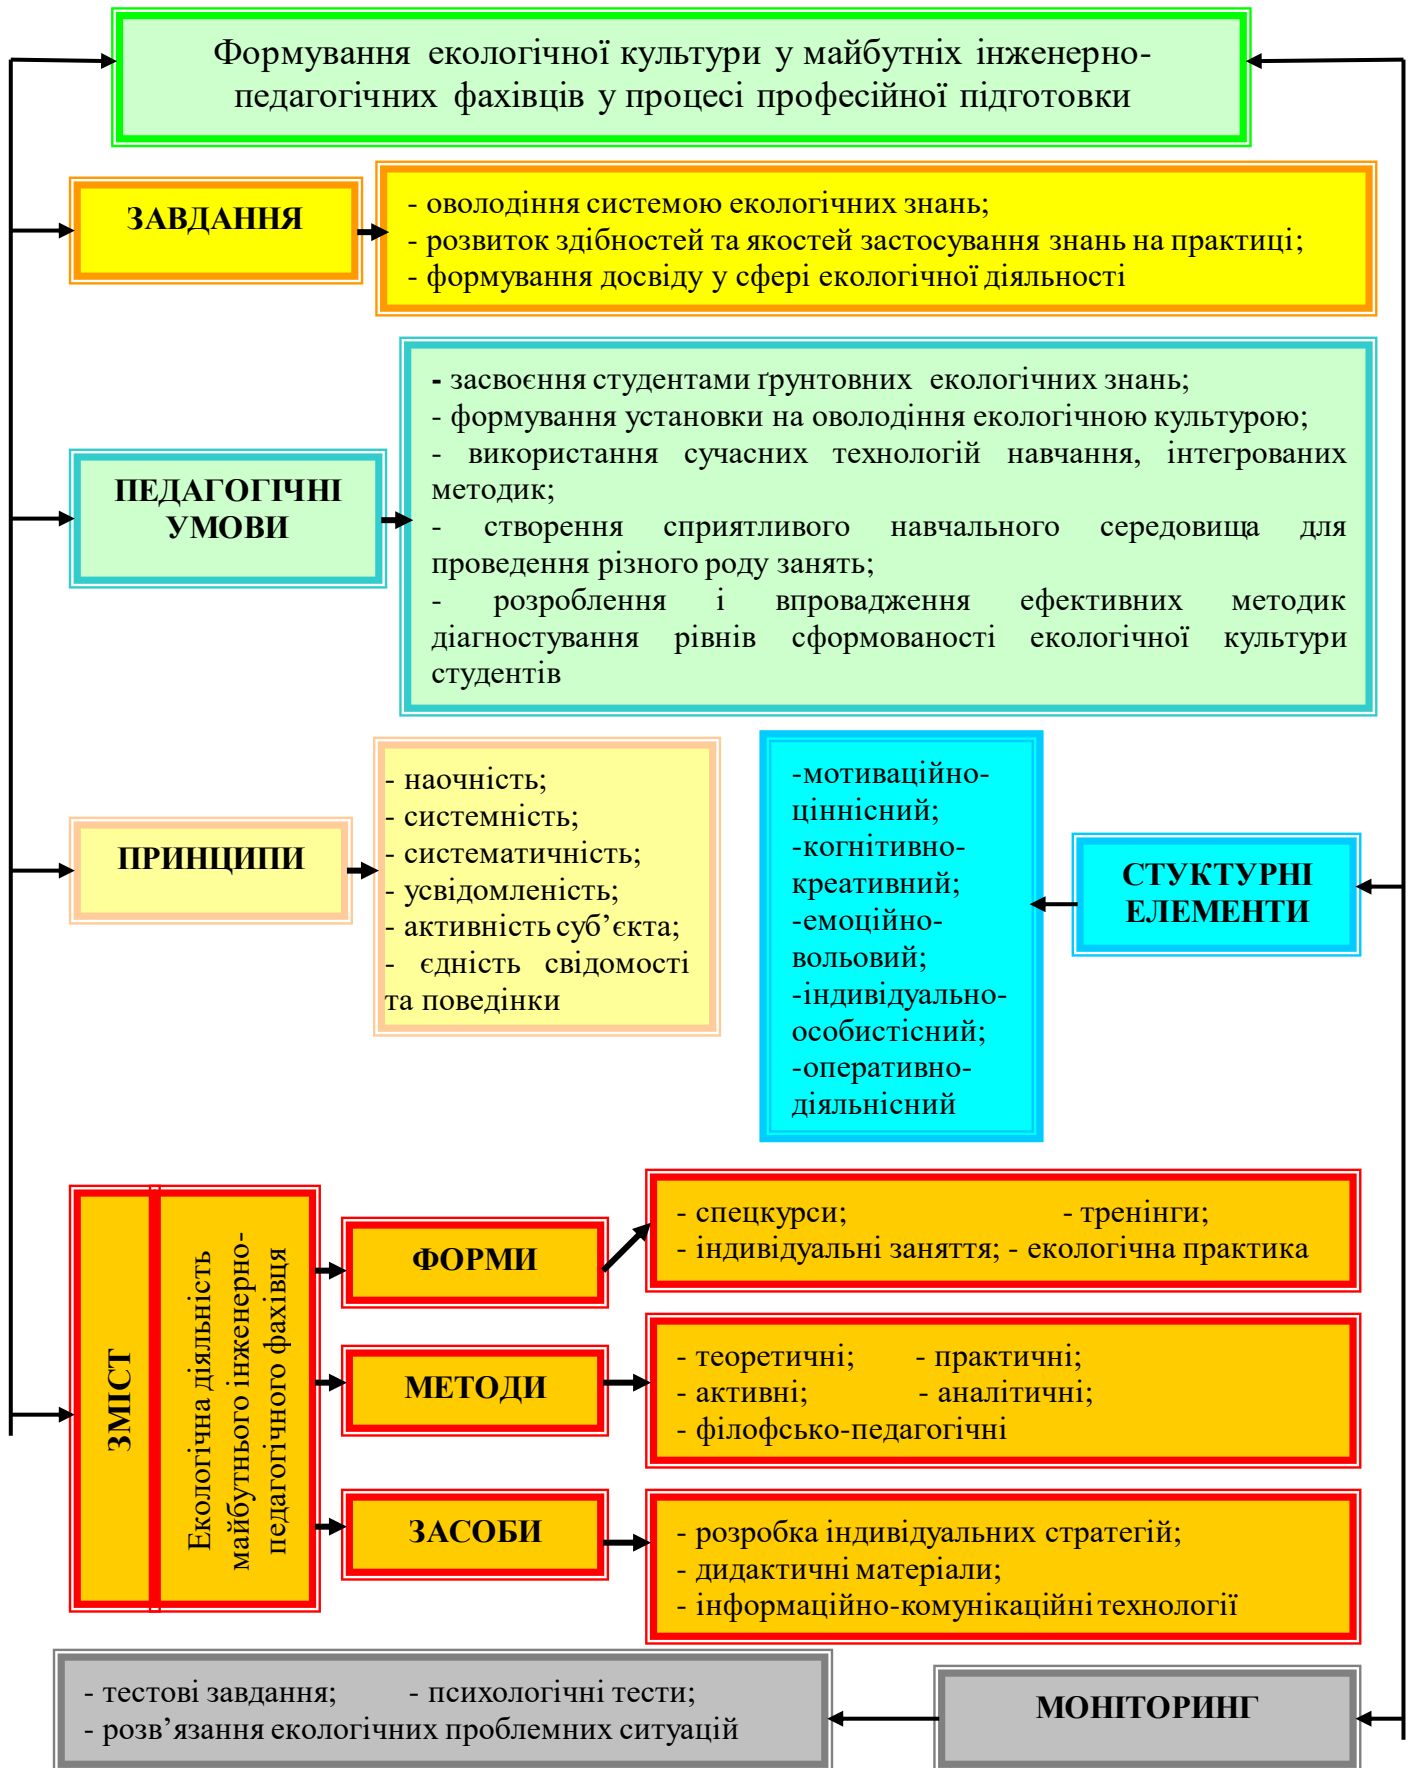 Формування екологічної культури у майбутніх інженерно-
педагогічних фахівців у процесі професійної підготовки
ЗАВДАННЯ
- оволодіння системою екологічних знань;
- розвиток здібностей та якостей застосування знань на практиці;
- формування досвіду у сфері екологічної діяльності
ПЕДАГОГІЧНІ
УМОВИ
- засвоєння студентами ґрунтовних екологічних знань;
- формування установки на оволодіння екологічною культурою;
- використання сучасних технологій навчання, інтегрованих
методик;
- створення сприятливого навчального середовища для
проведення різного роду занять;
- розроблення і впровадження ефективних методик
діагностування рівнів сформованості екологічної культури
студентів
ПРИНЦИПИ
- наочність;
- системність;
- систематичність;
- усвідомленість;
- активність суб’єкта;
- єдність свідомості
та поведінки
-мотиваційно-
ціннісний;
-когнітивно-
креативний;
-емоційно-
вольовий;
-індивідуально-
особистісний;
-оперативно-
діяльнісний
СТУКТУРНІ
ЕЛЕМЕНТИ
ЗМІСТ
Екологічна діяльність
майбутнього інженерно-
педагогічного фахівця
ФОРМИ
- спецкурси; - тренінги;
- індивідуальні заняття; - екологічна практика
МЕТОДИ
- теоретичні; - практичні;
- активні; - аналітичні;
- філофсько-педагогічні
ЗАСОБИ
- розробка індивідуальних стратегій;
- дидактичні матеріали;
- інформаційно-комунікаційні технології
- тестові завдання; - психологічні тести;
- розв’язання екологічних проблемних ситуацій
МОНІТОРИНГ